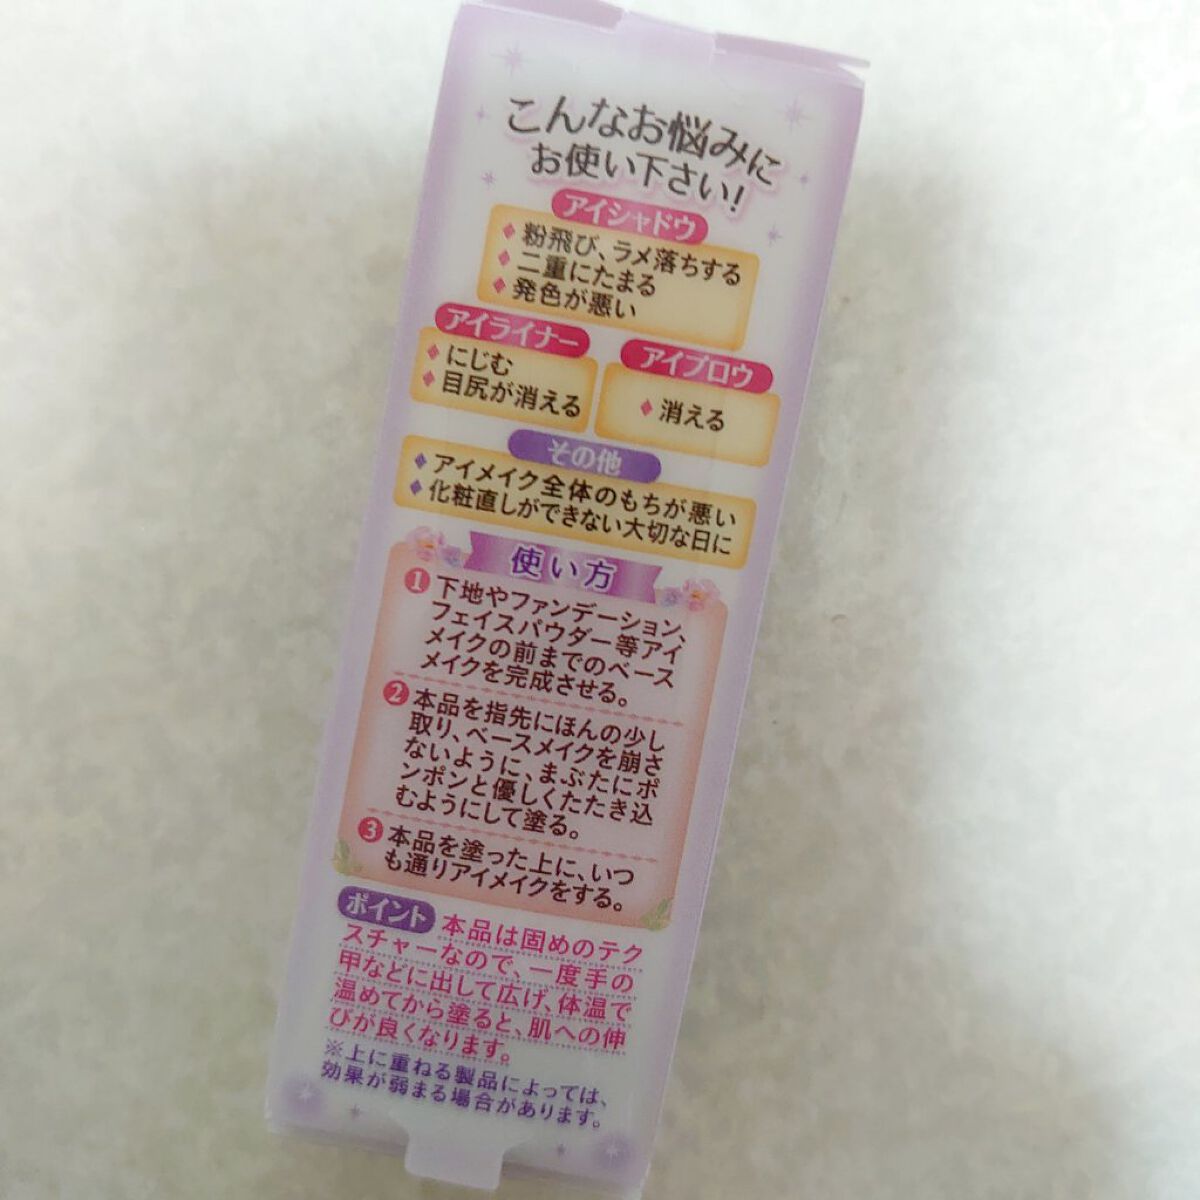 こんなお悩みに
お使い下さい!
アイシャドウ
◆粉飛び、ラメ落ちする
◆二重にたまる
◆発色が悪い
アイライナー
◆にじむ
◆目尻が消える
アイブロウ
◆消える
その他
◆アイメイク全体のもちが悪い
◆化粧直しができない大切な日に
使い方
❶下地やファンデーション、
フェイスパウダー等アイ
メイクの前までのベース
メイクを完成させる。
❷本品を指先にほんの少し
取り、ベースメイクを崩さ
ないように、まぶたにポ
ンポンと優しくたたき込
むようにして塗る。
❸本品を塗った上に、いつ
も通りアイメイクをする。
ポイント 本品は固めのテク
スチャーなので、一度手の
甲などに出して広げ、体温で
温めてから塗ると、肌への伸
びが良くなります。
※上に重ねる製品によっては、
効果が弱まる場合があります。